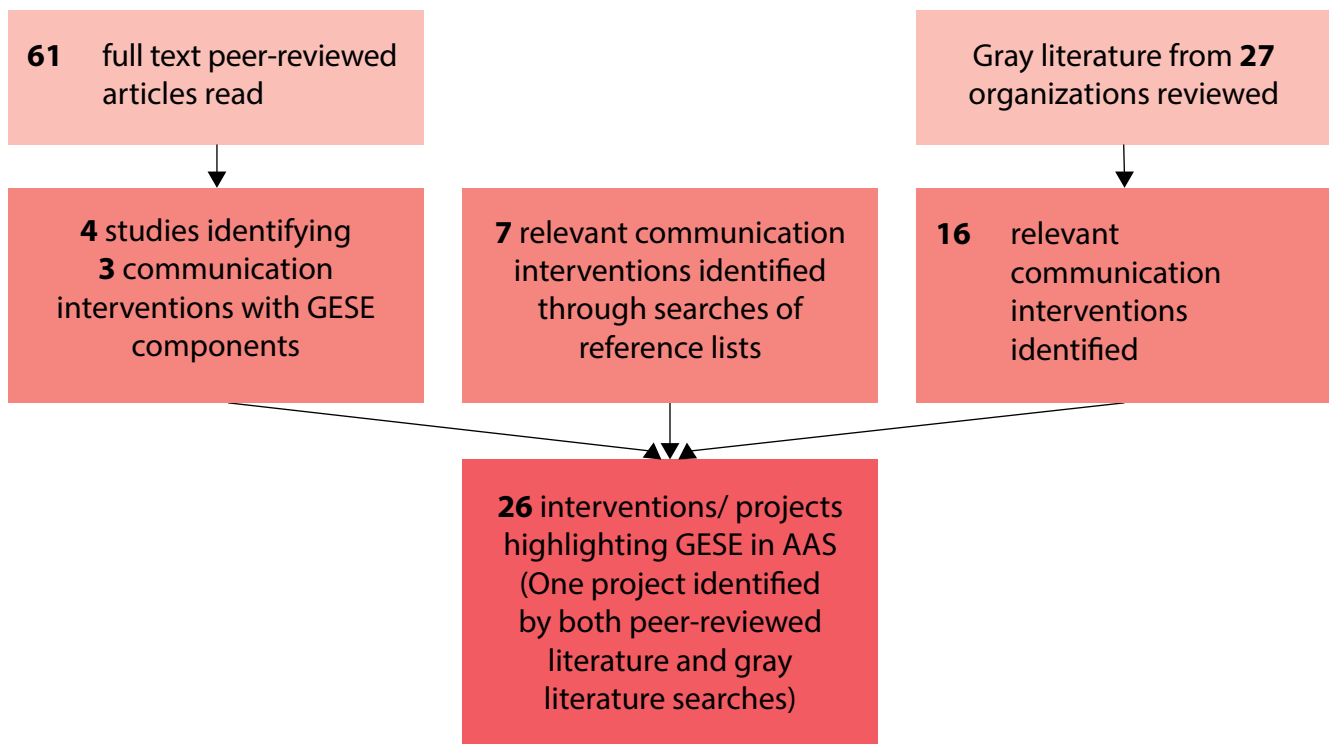 61 full text peer-reviewed
articles read
Gray literature from 27
organizations reviewed
4 studies identifying
3 communication
interventions with GESE
components
7 relevant communication
interventions identified
through searches of
reference lists
16 relevant
communication
interventions
identified
26 interventions/ projects
highlighting GESE in AAS
(One project identified
by both peer-reviewed
literature and gray
literature searches)